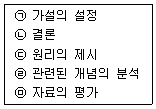 ㉠ 가설의 설정
㉡ 결론
㉢ 원리의 제시
㉣ 관련된 개념의 분석
㉤ 자료의 평가